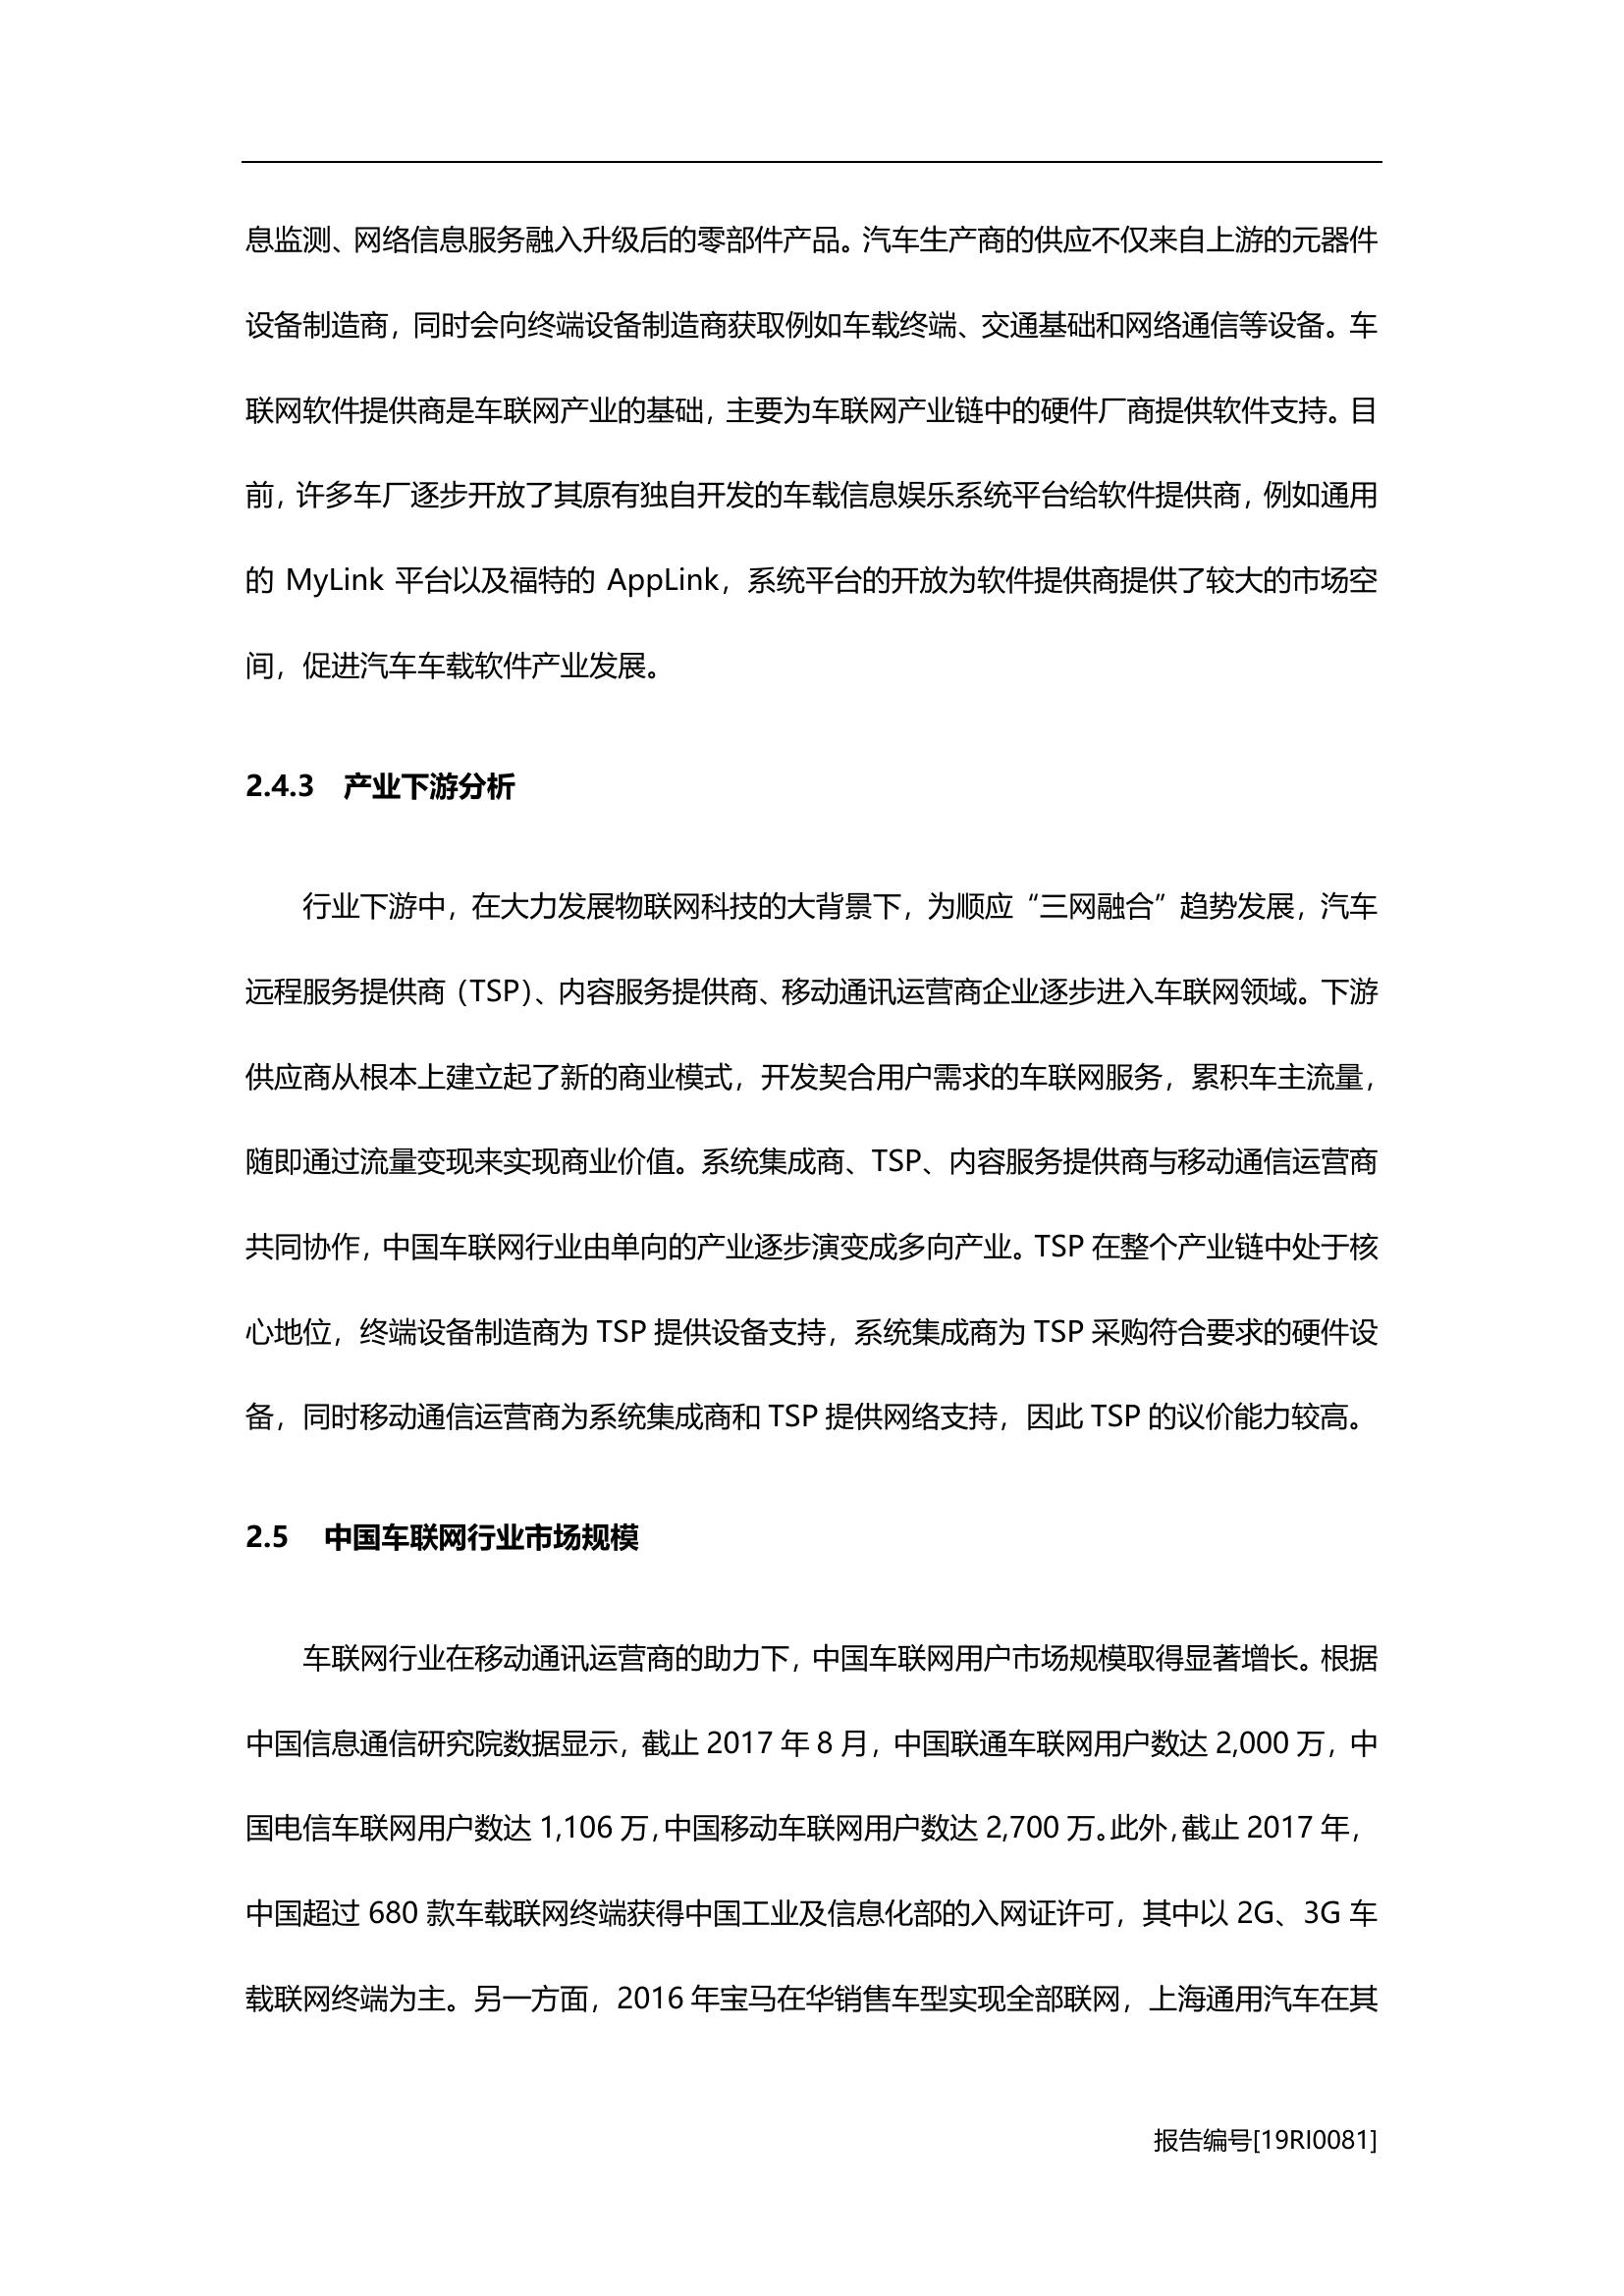 息监测、网络信息服务融入升级后的零部件产品。汽车生产商的供应不仅来自上游的元器件
设备制造商，同时会向终端设备制造商获取例如车载终端、交通基础和网络通信等设备。车
联网软件提供商是车联网产业的基础，主要为车联网产业链中的硬件厂商提供软件支持。目
前，许多车厂逐步开放了其原有独自开发的车载信息娱乐系统平台给软件提供商，例如通用
的 MyLink 平台以及福特的 AppLink，系统平台的开放为软件提供商提供了较大的市场空
间，促进汽车车载软件产业发展。
2.4.3 产业下游分析
行业下游中，在大力发展物联网科技的大背景下，为顺应“三网融合”趋势发展，汽车
远程服务提供商（TSP）、内容服务提供商、移动通讯运营商企业逐步进入车联网领域。下游
供应商从根本上建立起了新的商业模式，开发契合用户需求的车联网服务，累积车主流量，
随即通过流量变现来实现商业价值。系统集成商、TSP、内容服务提供商与移动通信运营商
共同协作，中国车联网行业由单向的产业逐步演变成多向产业。TSP 在整个产业链中处于核
心地位，终端设备制造商为 TSP 提供设备支持，系统集成商为 TSP 采购符合要求的硬件设
备，同时移动通信运营商为系统集成商和 TSP 提供网络支持，因此 TSP 的议价能力较高。
2.5 中国车联网行业市场规模
车联网行业在移动通讯运营商的助力下，中国车联网用户市场规模取得显著增长。根据
中国信息通信研究院数据显示，截止 2017 年 8 月，中国联通车联网用户数达 2,000 万，中
国电信车联网用户数达 1,106 万，中国移动车联网用户数达 2,700 万。此外，截止 2017 年，
中国超过 680 款车载联网终端获得中国工业及信息化部的入网证许可，其中以 2G、3G 车
载联网终端为主。另一方面，2016 年宝马在华销售车型实现全部联网，上海通用汽车在其
报告编号[19RI0081]